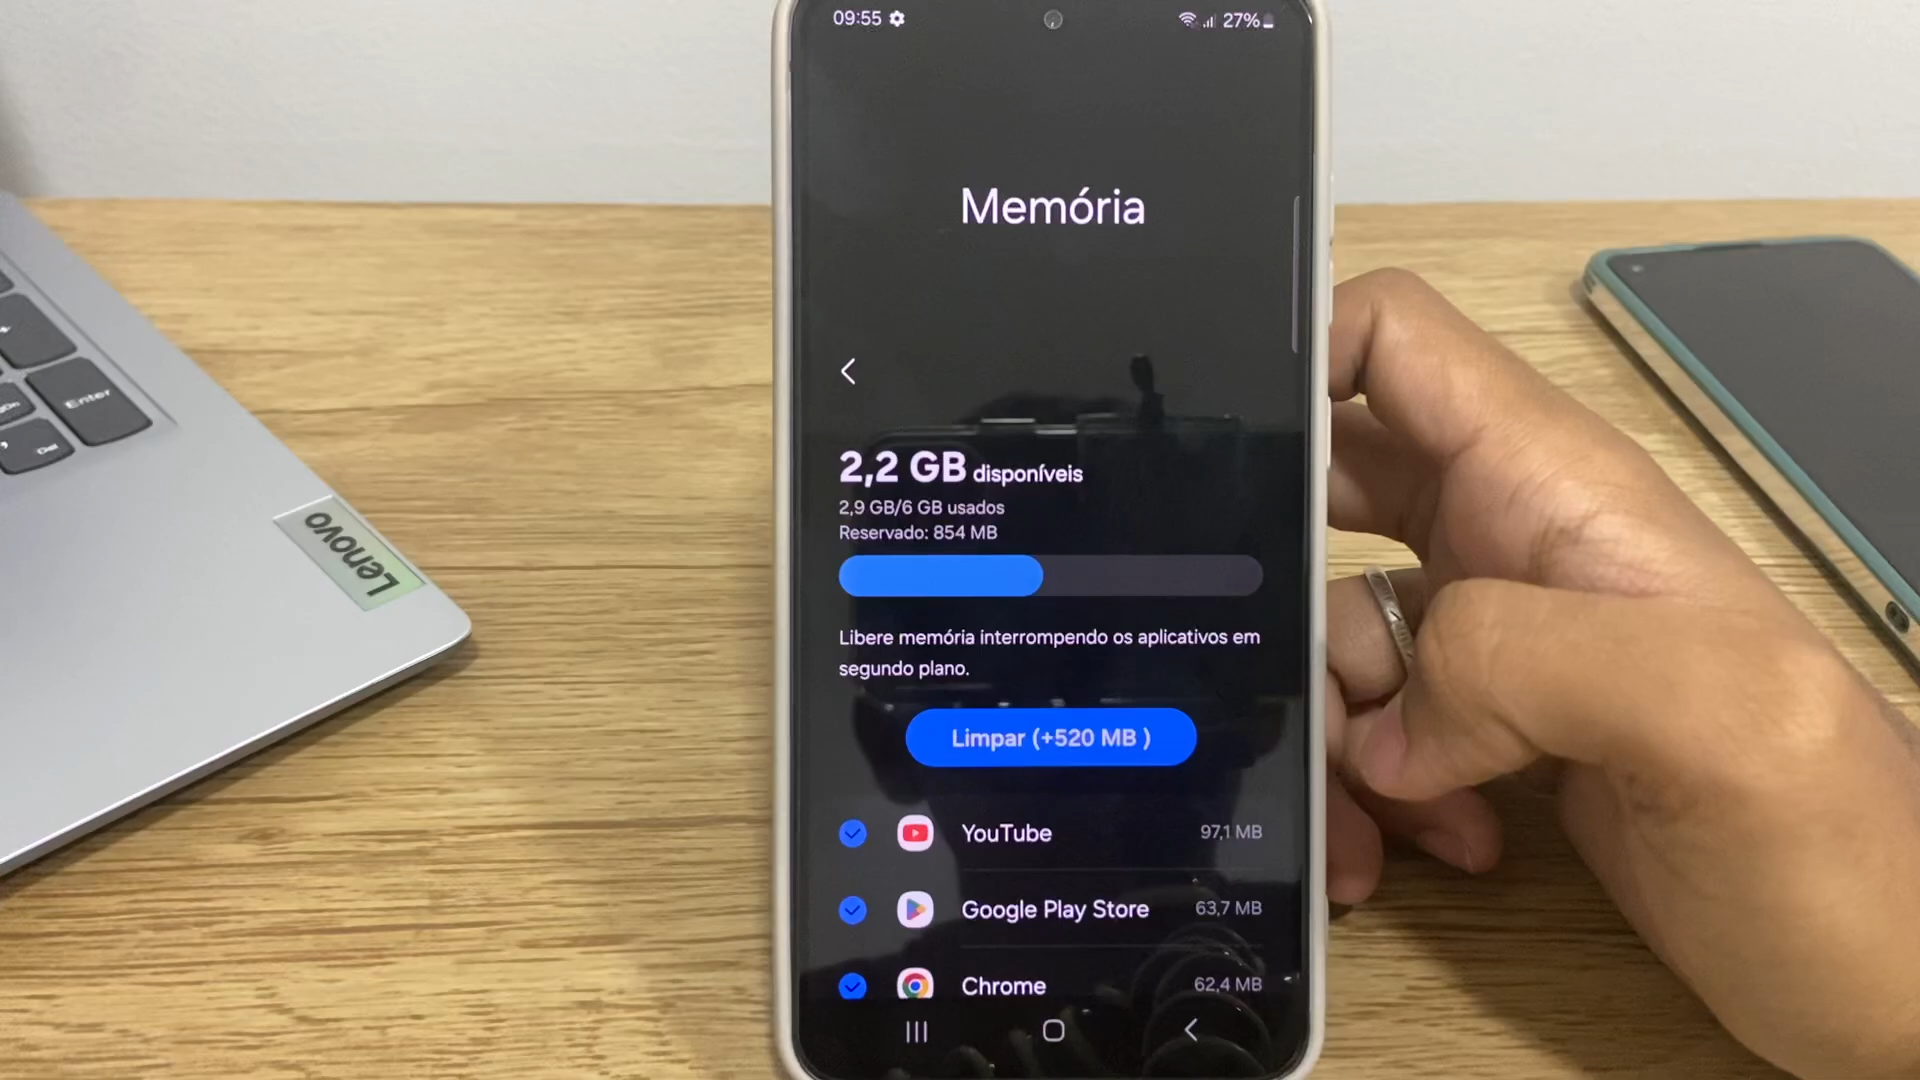 09:55
27%
Memória
2,2 GB disponíveis
2,9 GB/6 GB usados
Reservado: 854 MB
Libere memória interrompendo os aplicativos em
segundo plano.
Limpar (+520 MB )
YouTube 97,1 MB
Google Play Store 63,7 MB
Chrome 62,4 MB
Enter
Del
Lenovo